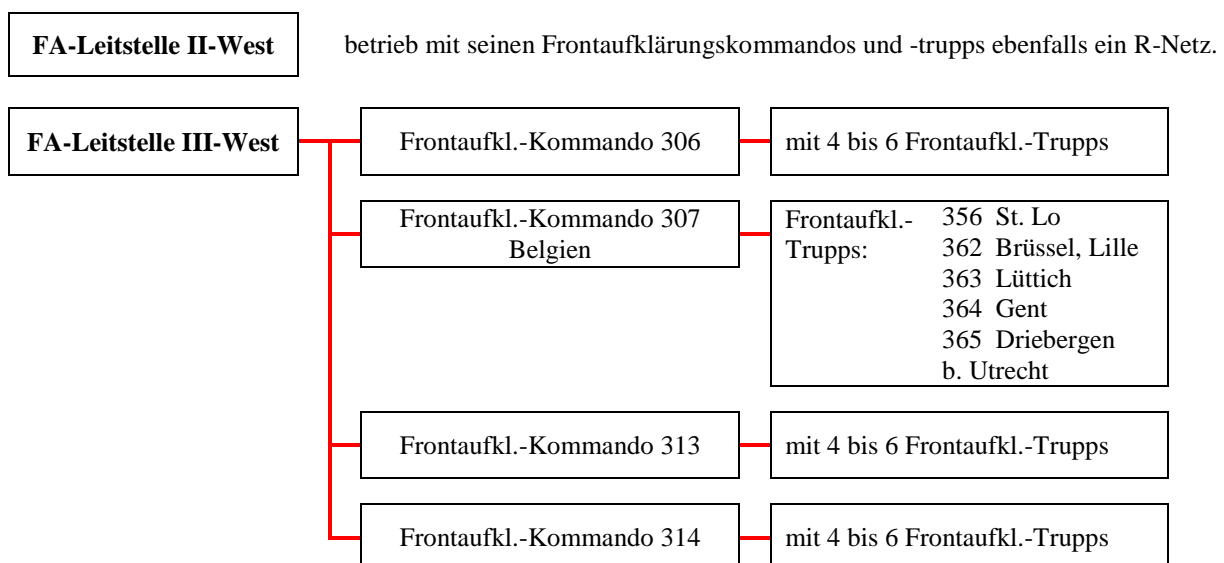 FA-Leitstelle II-West
betrieb mit seinen Frontaufklärungskommandos und -trupps ebenfalls ein R-Netz.
FA-Leitstelle III-West
Frontaufkl.-Kommando 306
mit 4 bis 6 Frontaufkl.-Trupps
Frontaufkl.-Kommando 307
Belgien
Frontaufkl.-
Trupps:
356 St. Lo
362 Brüssel, Lille
363 Lüttich
364 Gent
365 Driebergen
b. Utrecht
Frontaufkl.-Kommando 313
mit 4 bis 6 Frontaufkl.-Trupps
Frontaufkl.-Kommando 314
mit 4 bis 6 Frontaufkl.-Trupps